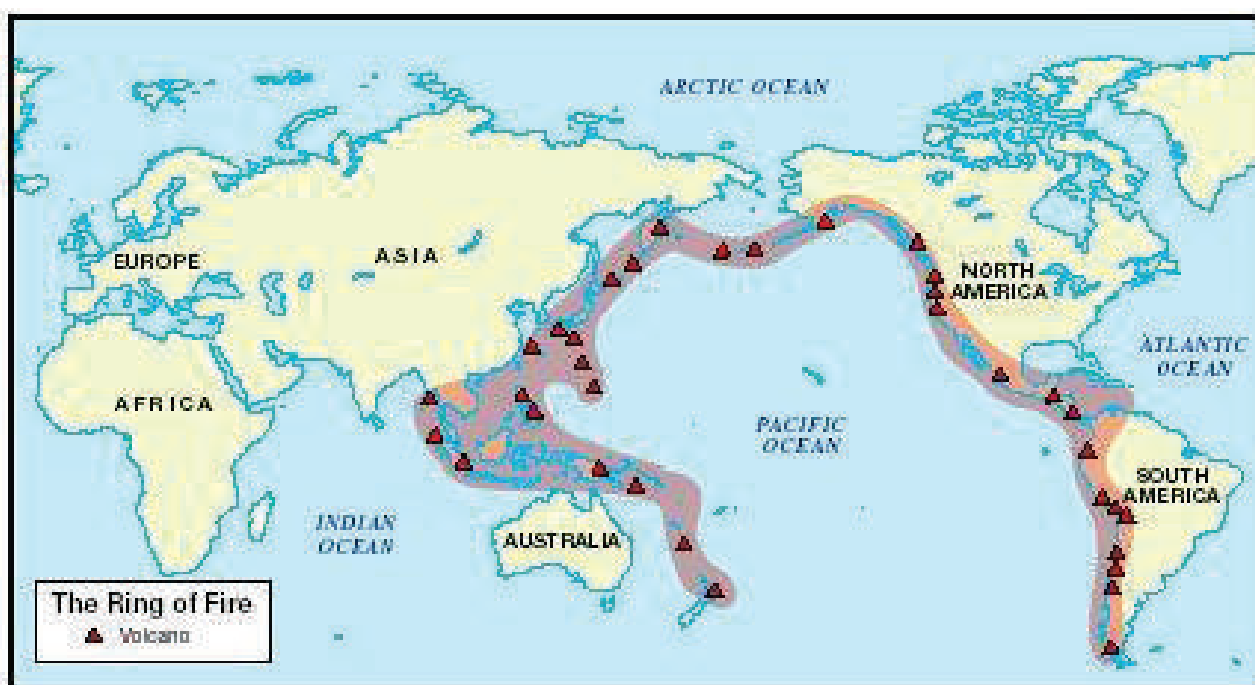 ARCTIC OCEAN
EUROPE
ASIA
NORTH
AMERICA
ATLANTIC
OCEAN
AFRICA
PACIFIC
OCEAN
SOUTH
AMERICA
INDIAN
OCEAN
AUSTRALIA
The Ring of Fire
Volcano